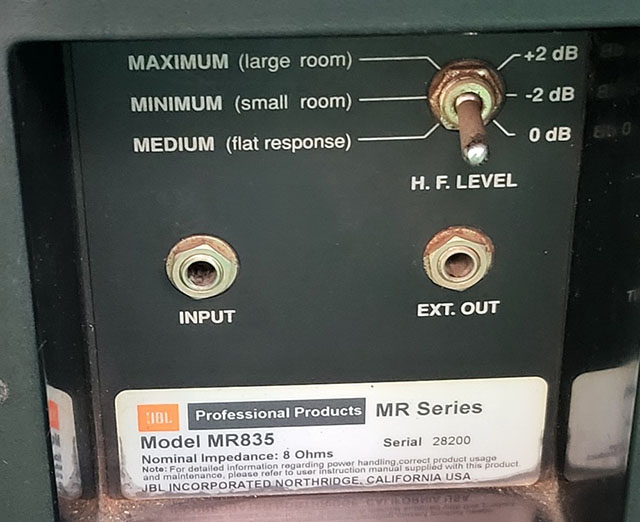 MAXIMUM (large room) +2 dB
MINIMUM (small room) -2 dB
MEDIUM (flat response) 0 dB
H. F. LEVEL
INPUT
EXT. OUT
JBL Professional Products MR Series
Model MR835 Serial 28200
Nominal Impedance: 8 Ohms
Note: For detailed information regarding power handling,correct product usage
and maintenance, please refer to user instruction manual supplied with this product
JBL INCORPORATED NORTHRIDGE, CALIFORNIA USA